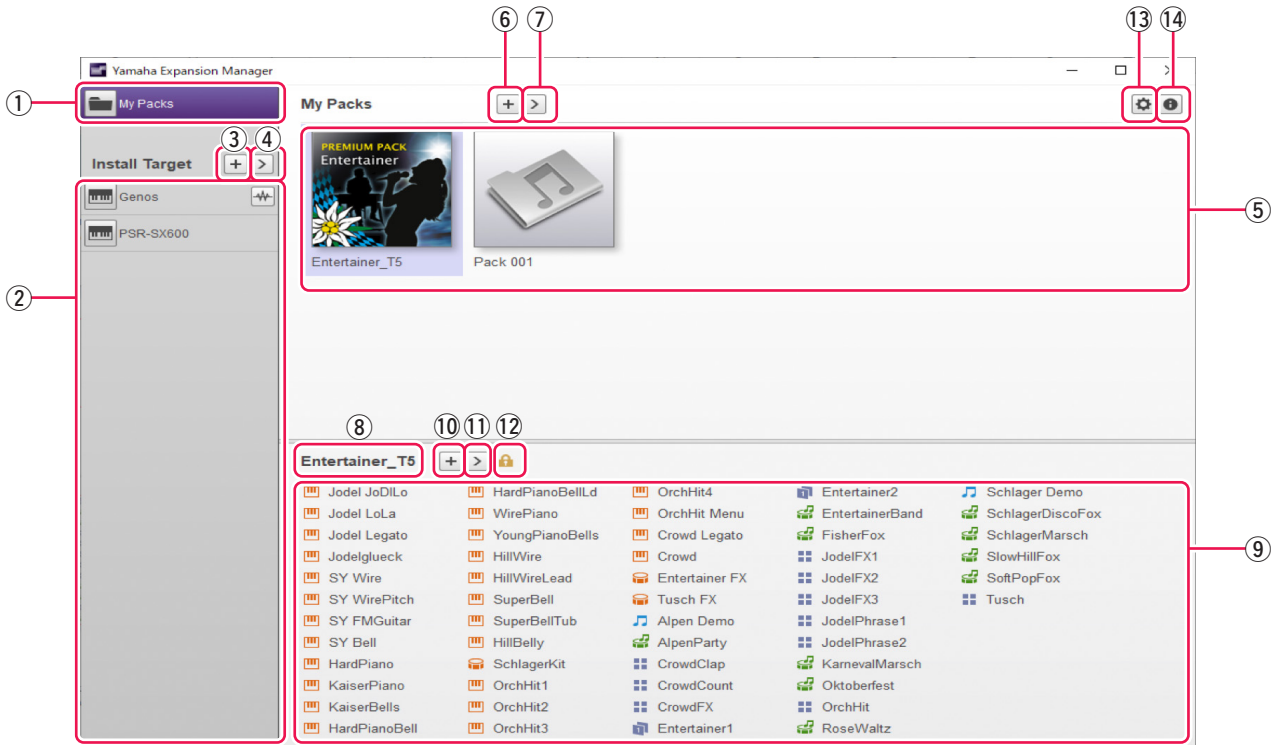 ⑥ ⑦ ⑬ ⑭
Yamaha Expansion Manager
① My Packs
My Packs
③ ④
Install Target
② Genos
PSR-SX600
PREMIUM PACK
Entertainer
Entertainer_T5
Pack 001
⑤
⑧ ⑩ ⑪ ⑫
Entertainer_T5
⑨
Jodel JoDlLo
Jodel LoLa
Jodel Legato
Jodelglueck
SY Wire
SY WirePitch
SY FMGuitar
SY Bell
HardPiano
KaiserPiano
KaiserBells
HardPianoBell
HardPianoBellLd
WirePiano
YoungPianoBells
HillWire
HillWireLead
SuperBell
SuperBellTub
HillBelly
SchlagerKit
OrchHit1
OrchHit2
OrchHit3
OrchHit4
OrchHit Menu
Crowd Legato
Crowd
Entertainer FX
Tusch FX
Alpen Demo
AlpenParty
CrowdClap
CrowdCount
CrowdFX
Entertainer1
Entertainer2
EntertainerBand
FisherFox
JodelFX1
JodelFX2
JodelFX3
JodelPhrase1
JodelPhrase2
KarnevalMarsch
Oktoberfest
OrchHit
RoseWaltz
Schlager Demo
SchlagerDiscoFox
SchlagerMarsch
SlowHillFox
SoftPopFox
Tusch